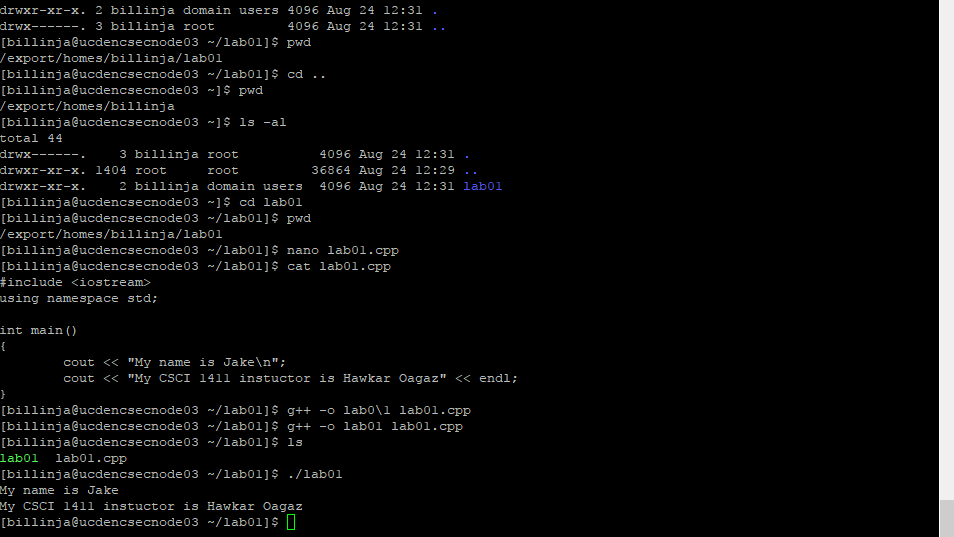 drwxr-xr-x. 2 billinja domain users 4096 Aug 24 12:31 .
drwx------. 3 billinja root         4096 Aug 24 12:31 ..
[billinja@ucdencsecnode03 ~/lab01]$ pwd
/export/homes/billinja/lab01
[billinja@ucdencsecnode03 ~/lab01]$ cd ..
[billinja@ucdencsecnode03 ~]$ pwd
/export/homes/billinja
[billinja@ucdencsecnode03 ~]$ ls -al
total 44
drwx------.    3 billinja root          4096 Aug 24 12:31 .
drwxr-xr-x. 1404 root     root         36864 Aug 24 12:29 ..
drwxr-xr-x.    2 billinja domain users  4096 Aug 24 12:31 lab01
[billinja@ucdencsecnode03 ~]$ cd lab01
[billinja@ucdencsecnode03 ~/lab01]$ pwd
/export/homes/billinja/lab01
[billinja@ucdencsecnode03 ~/lab01]$ nano lab01.cpp
[billinja@ucdencsecnode03 ~/lab01]$ cat lab01.cpp
#include <iostream>
using namespace std;

int main()
{
        cout << "My name is Jake\n";
        cout << "My CSCI 1411 instuctor is Hawkar Oagaz" << endl;
}
[billinja@ucdencsecnode03 ~/lab01]$ g++ -o lab0\1 lab01.cpp
[billinja@ucdencsecnode03 ~/lab01]$ g++ -o lab01 lab01.cpp
[billinja@ucdencsecnode03 ~/lab01]$ ls
lab01  lab01.cpp
[billinja@ucdencsecnode03 ~/lab01]$ ./lab01
My name is Jake
My CSCI 1411 instuctor is Hawkar Oagaz
[billinja@ucdencsecnode03 ~/lab01]$